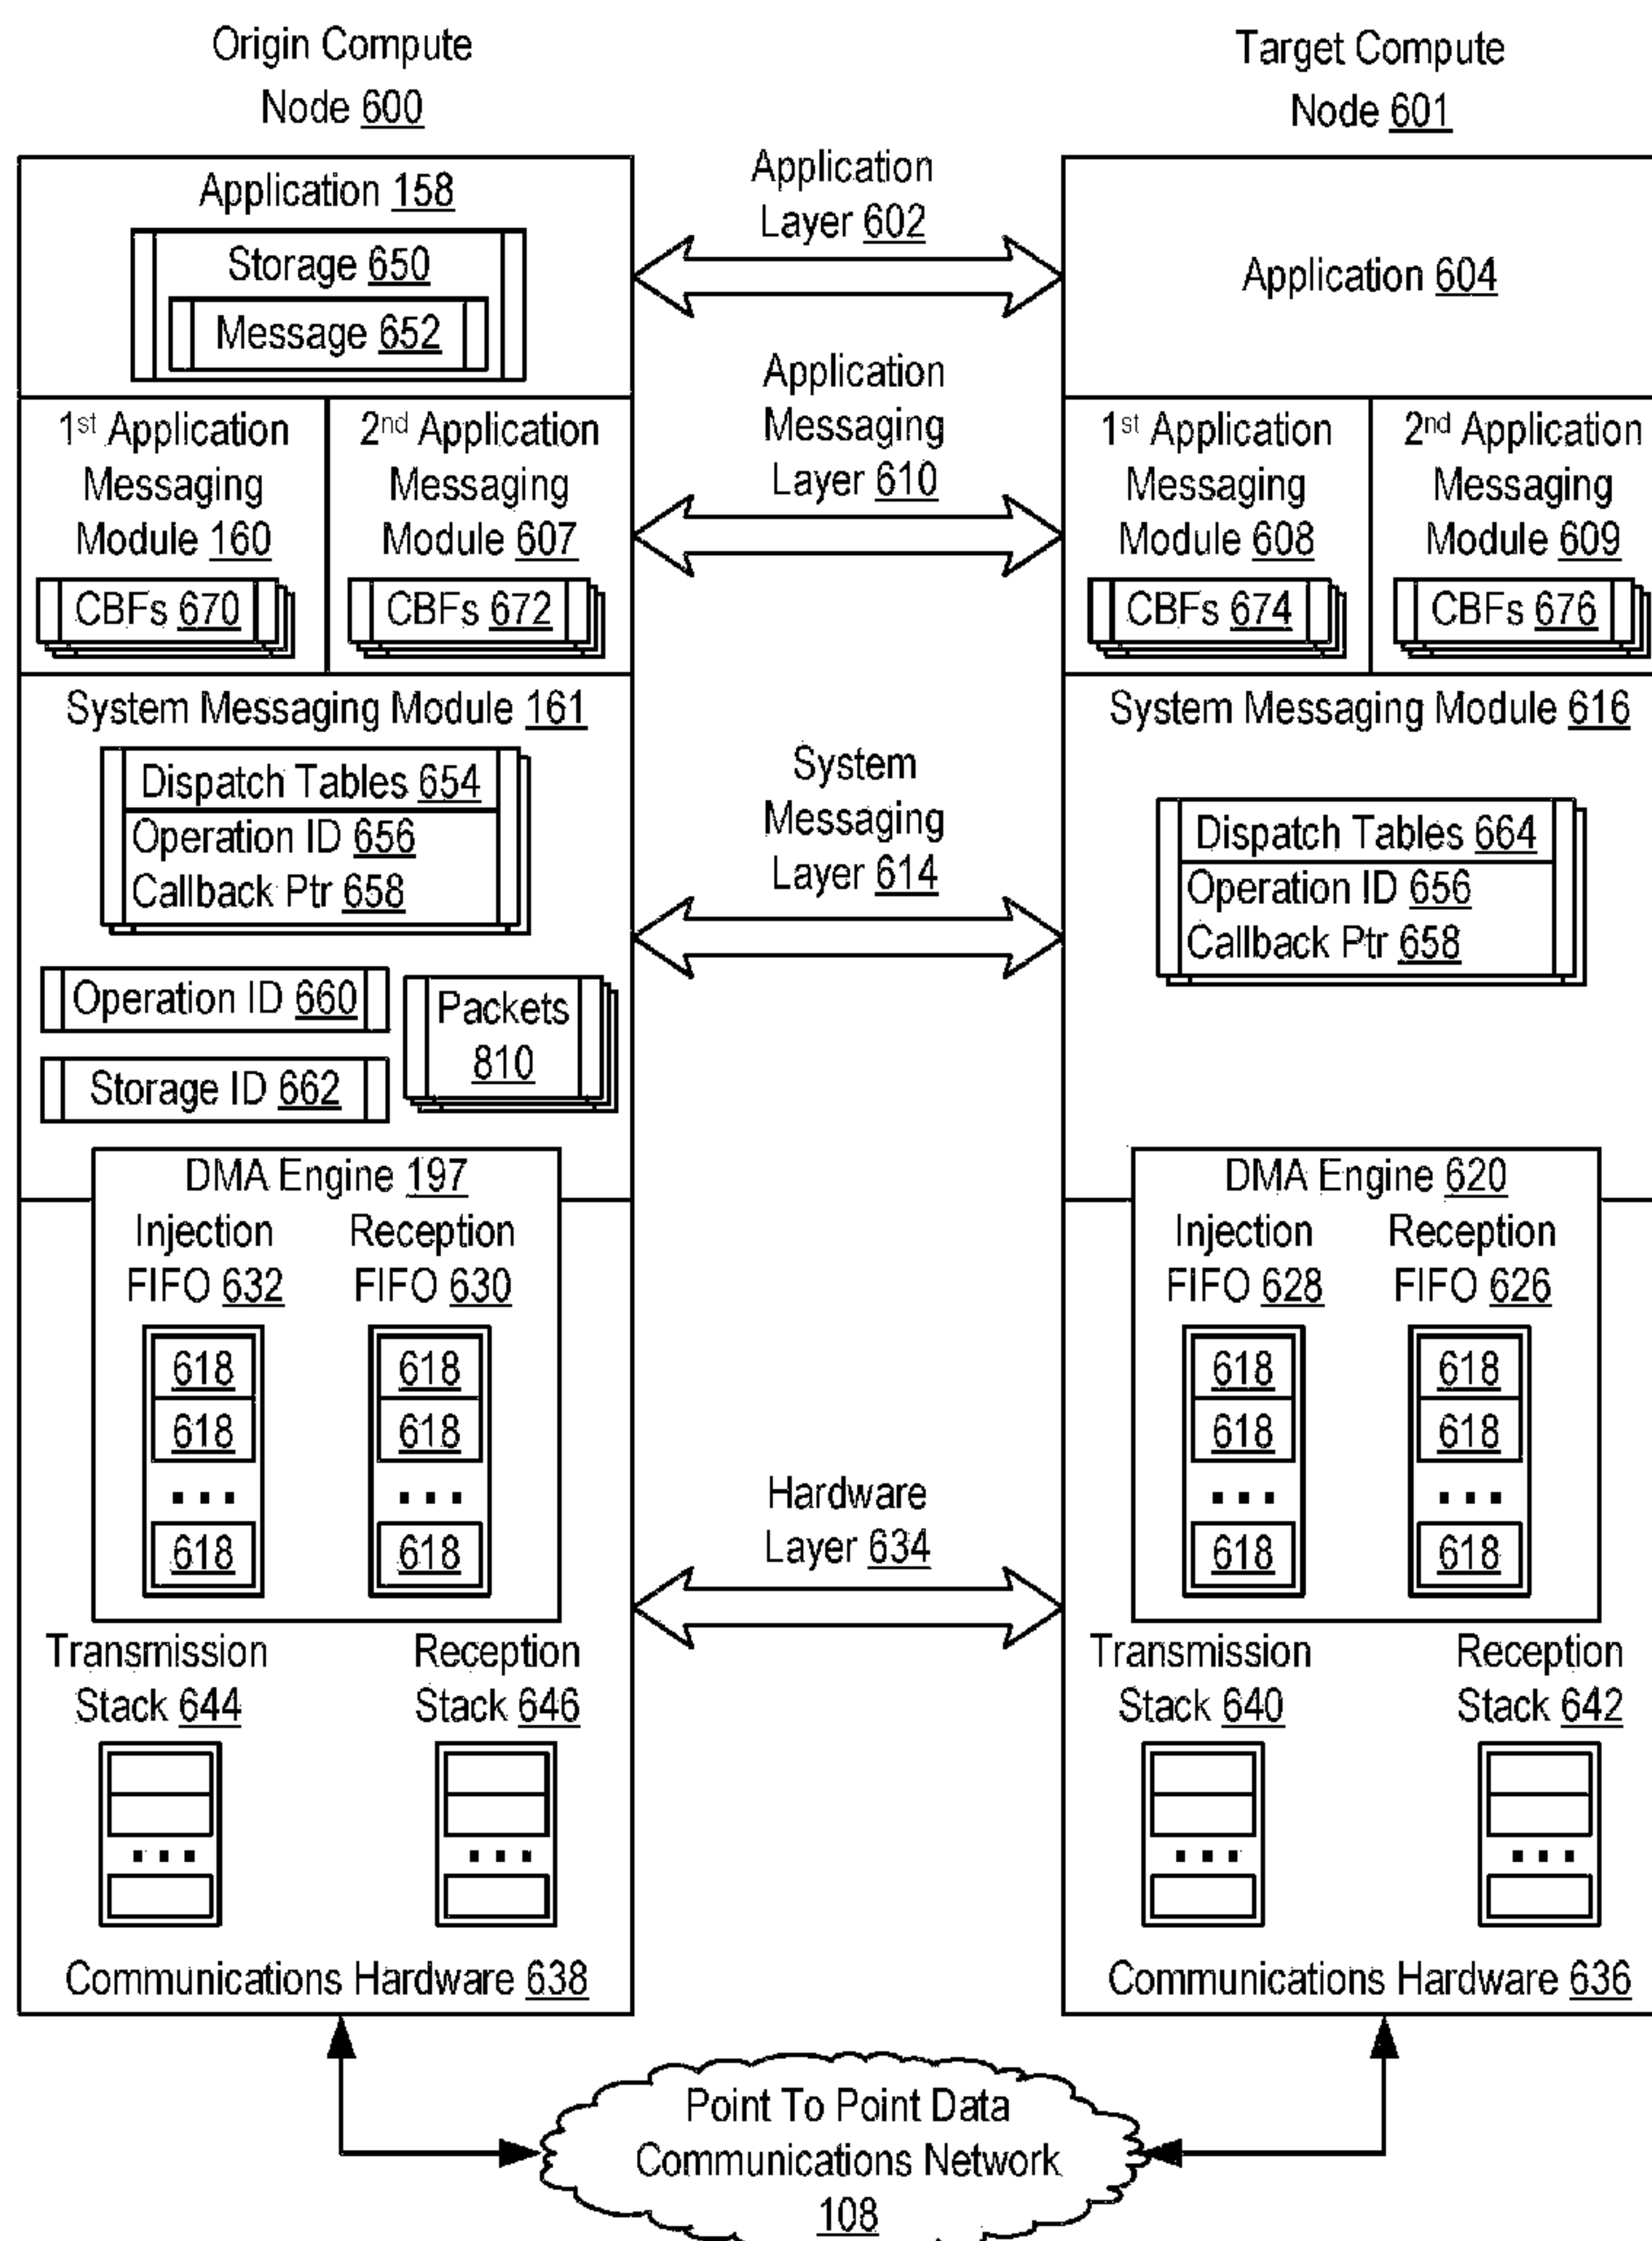 Origin Compute
Node 600
Application 158
Storage 650
Message 652
1st Application
Messaging
Module 160
CBFs 670
2nd Application
Messaging
Module 607
CBFs 672
System Messaging Module 161
Dispatch Tables 654
Operation ID 656
Callback Ptr 658
Operation ID 660
Storage ID 662
Packets
810
DMA Engine 197
Injection
FIFO 632
618
618
...
618
Reception
FIFO 630
618
618
...
618
Transmission
Stack 644
...
Reception
Stack 646
...
Communications Hardware 638
Application
Layer 602
Application
Messaging
Layer 610
System
Messaging
Layer 614
Hardware
Layer 634
Target Compute
Node 601
Application 604
1st Application
Messaging
Module 608
CBFs 674
2nd Application
Messaging
Module 609
CBFs 676
System Messaging Module 616
Dispatch Tables 664
Operation ID 656
Callback Ptr 658
DMA Engine 620
Injection
FIFO 628
618
618
...
618
Reception
FIFO 626
618
618
...
618
Transmission
Stack 640
...
Reception
Stack 642
...
Communications Hardware 636
Point To Point Data
Communications Network
108